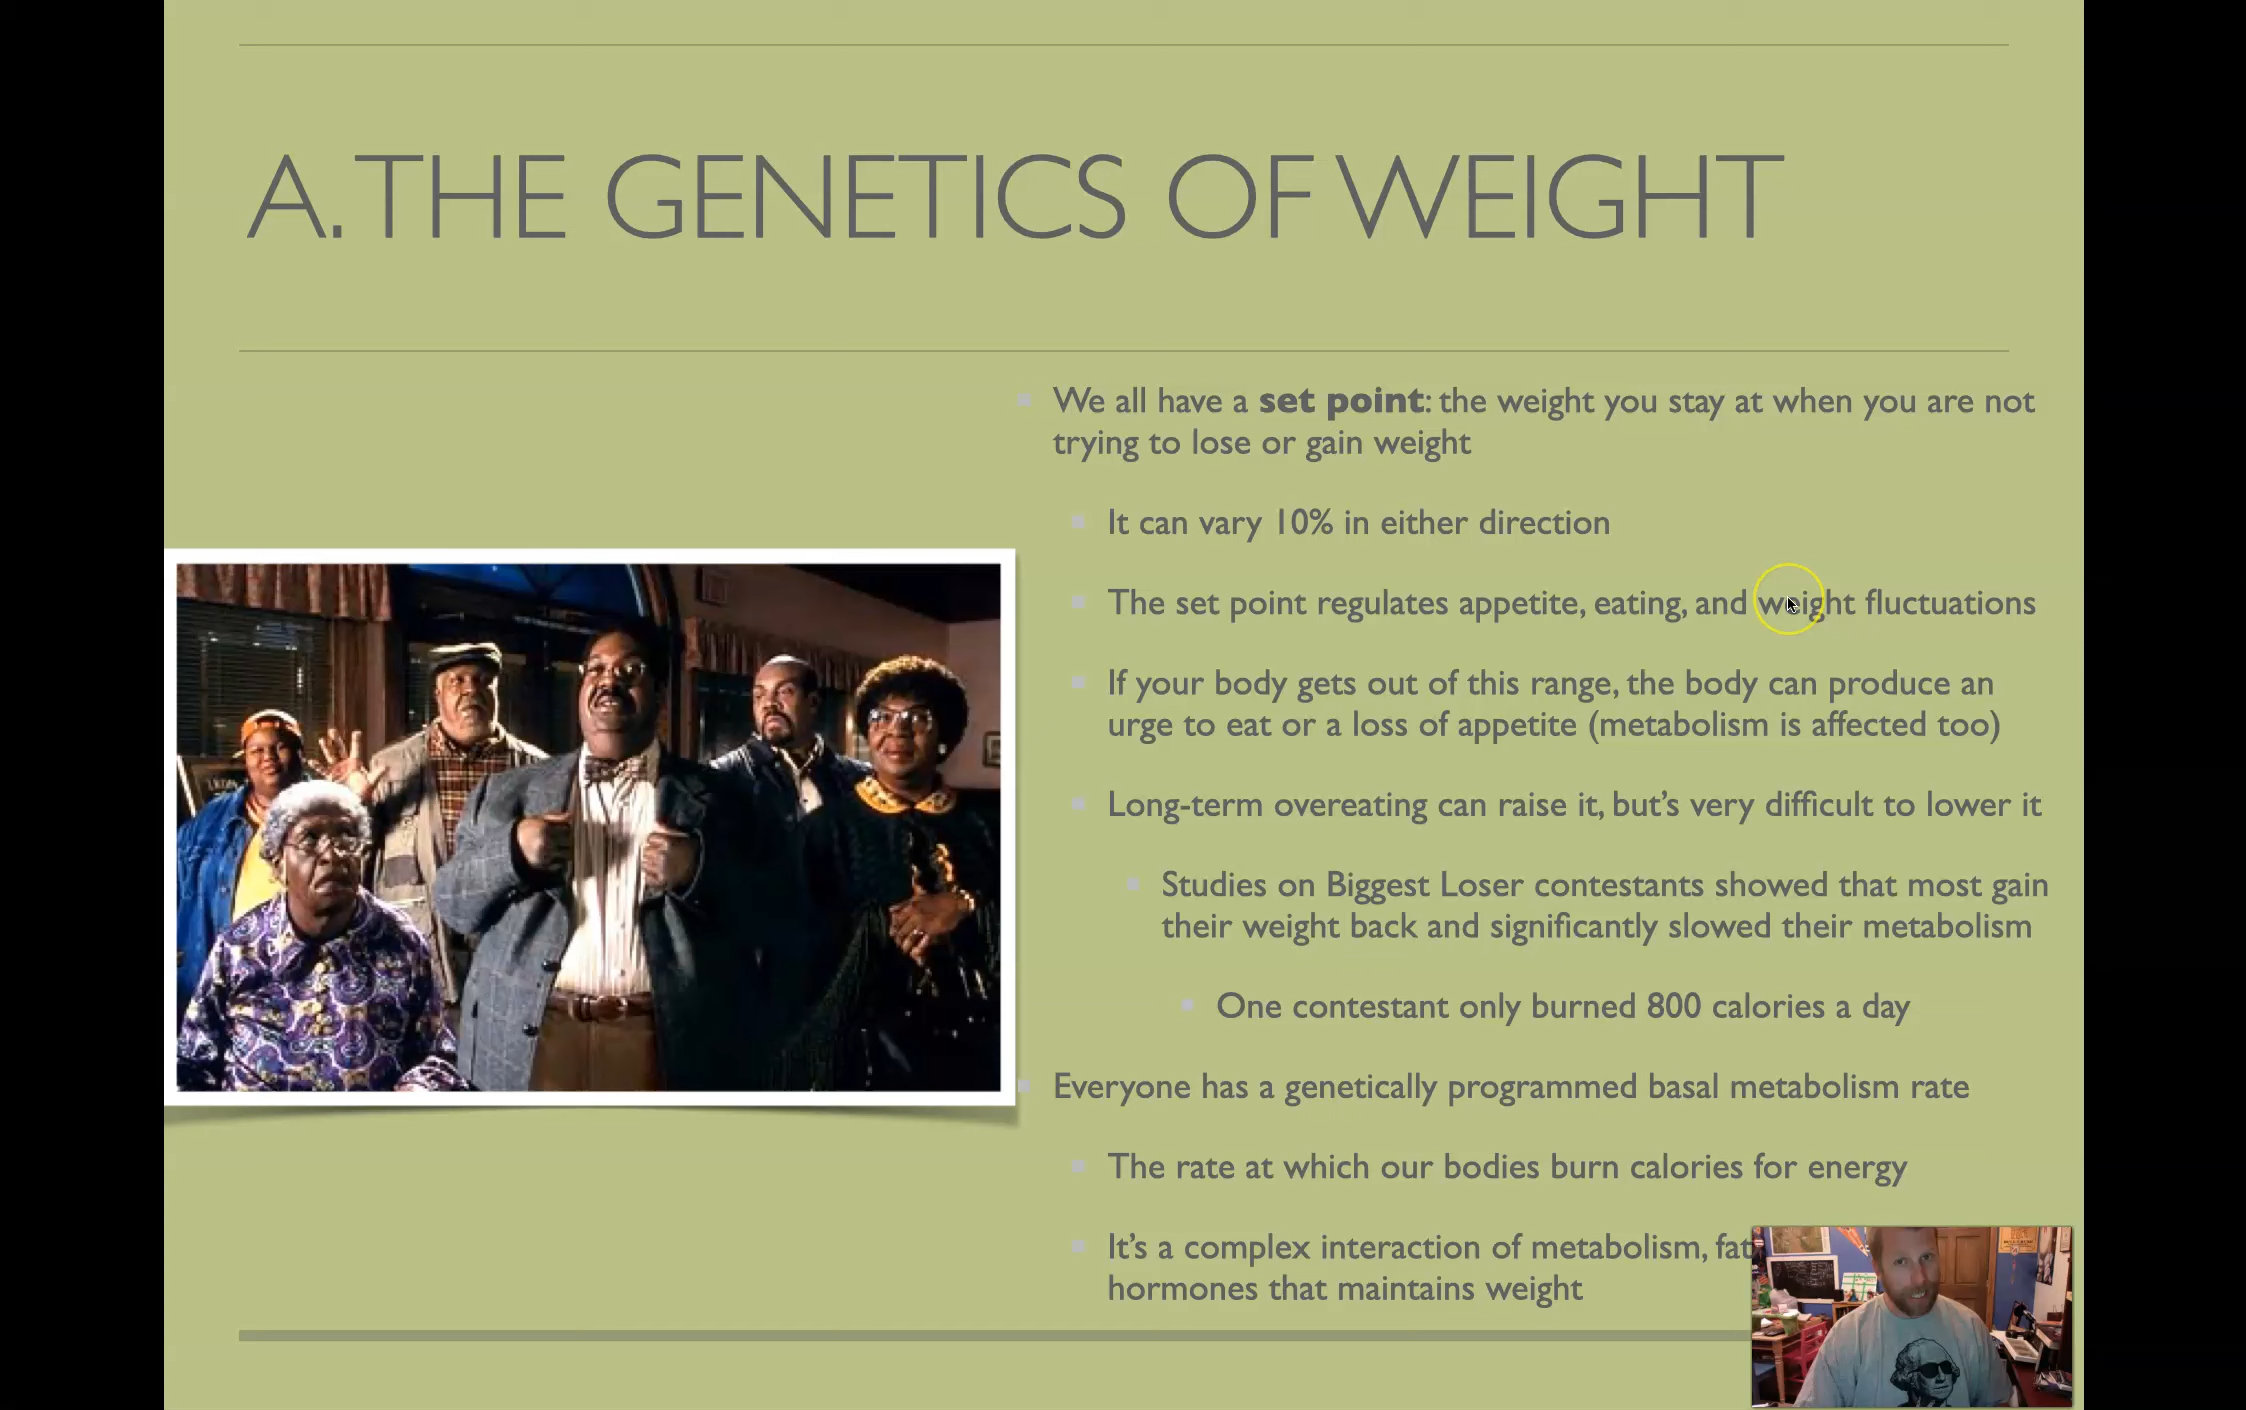 A. THE GENETICS OF WEIGHT
We all have a set point: the weight you stay at when you are not
trying to lose or gain weight
It can vary 10% in either direction
The set point regulates appetite, eating, and weight fluctuations
If your body gets out of this range, the body can produce an
urge to eat or a loss of appetite (metabolism is affected too)
Long-term overeating can raise it, but’s very difficult to lower it
Studies on Biggest Loser contestants showed that most gain
their weight back and significantly slowed their metabolism
One contestant only burned 800 calories a day
Everyone has a genetically programmed basal metabolism rate
The rate at which our bodies burn calories for energy
It’s a complex interaction of metabolism, fat
hormones that maintains weight